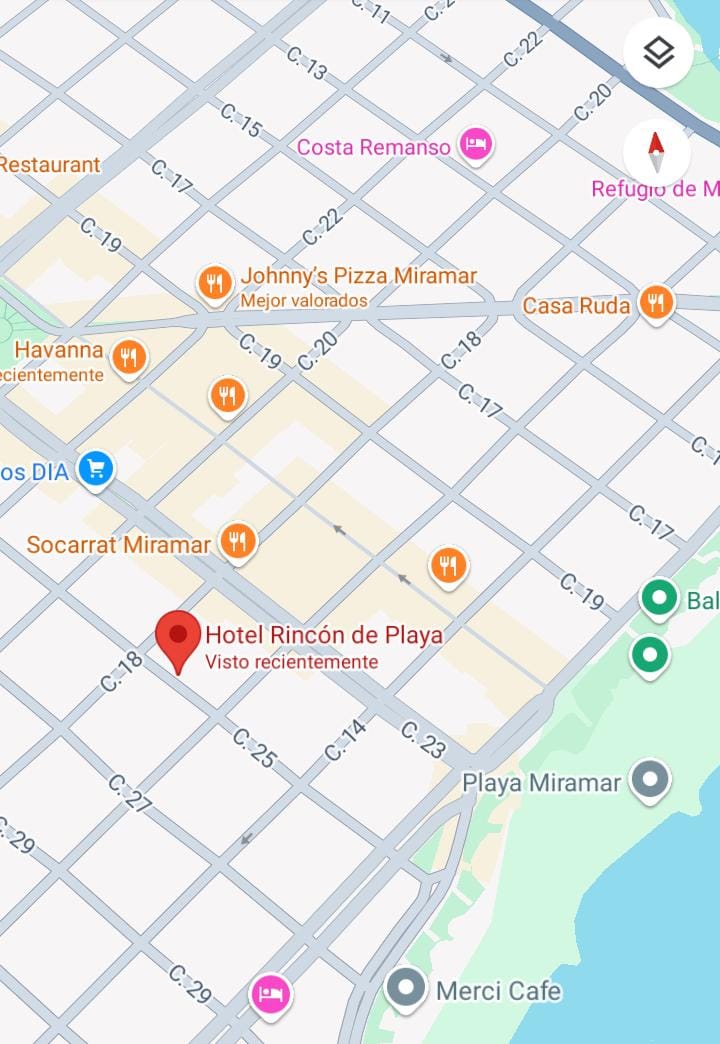 C. 11
C. 13
C. 22
C. 20
C. 15
Costa Remanso
Restaurant
C. 17
Refugio de M
C. 19
C. 22
Johnny's Pizza Miramar
Mejor valorados
Casa Ruda
Havanna
ecientemente
C. 19
C. 20
C. 18
C. 17
os DIA
C. 17
Socarrat Miramar
C. 19
Bal
Hotel Rincón de Playa
Visto recientemente
C. 18
C. 25
C. 14
C. 23
Playa Miramar
C. 27
C. 29
C. 29
Merci Cafe